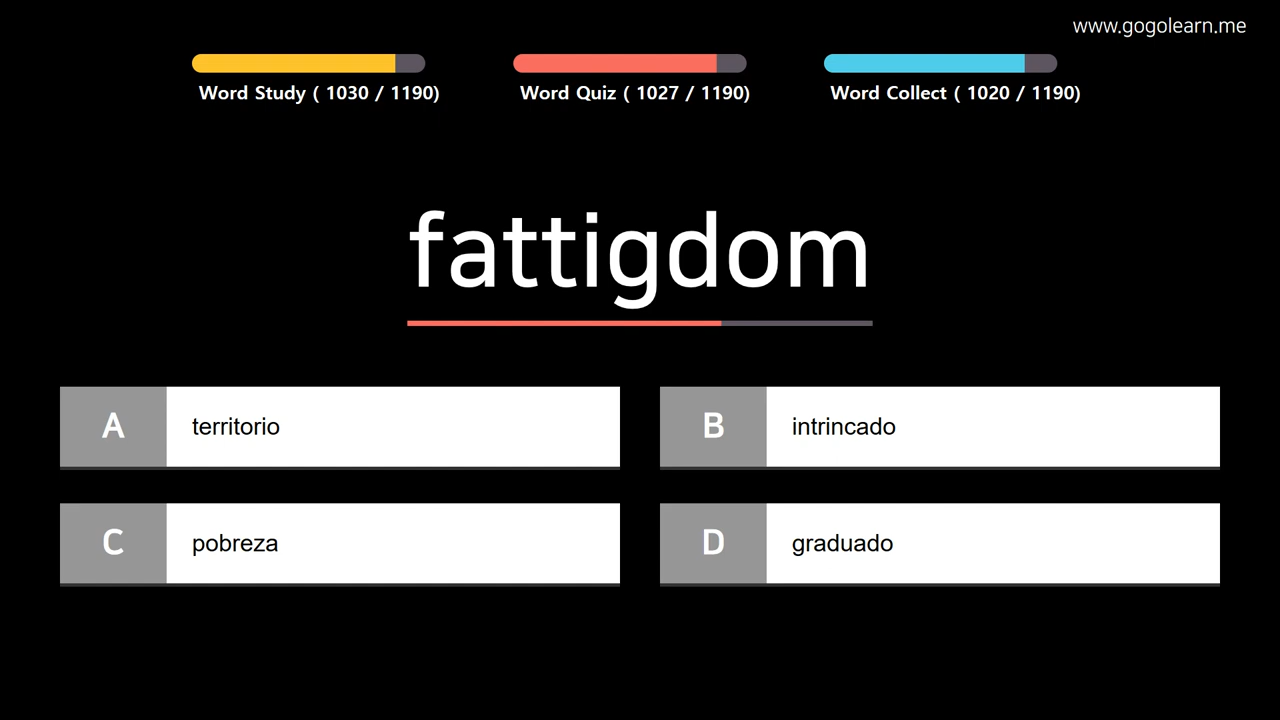 www.gogolearn.me
Word Study ( 1030 / 1190)
Word Quiz ( 1027 / 1190)
Word Collect ( 1020 / 1190)
fattigdom
A territorio
B intrincado
C pobreza
D graduado